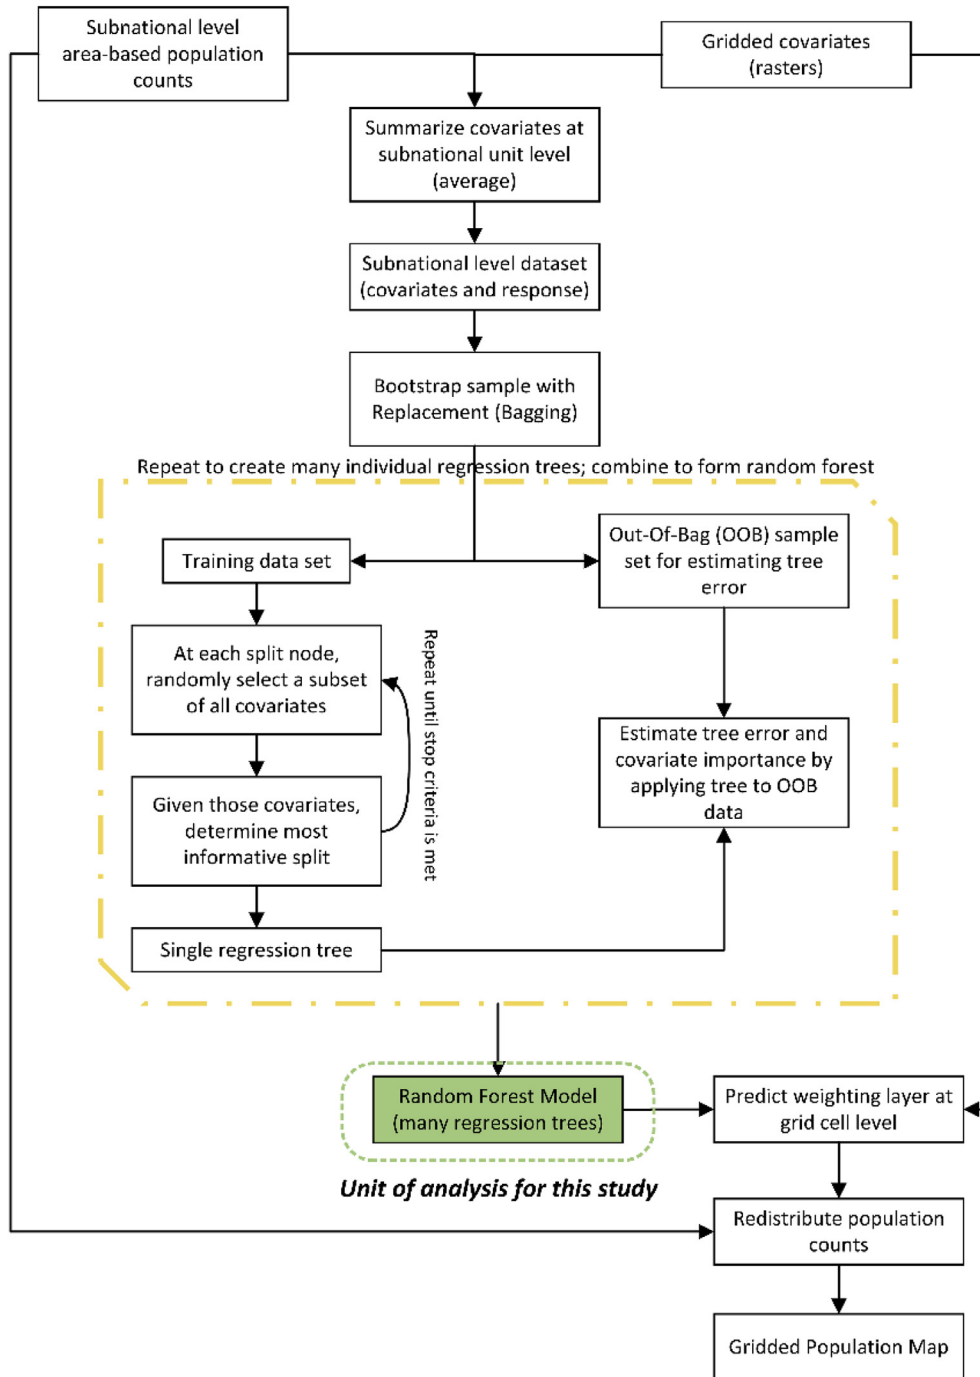 Subnational level
area-based population
counts
Gridded covariates
(rasters)
Summarize covariates at
subnational unit level
(average)
Subnational level dataset
(covariates and response)
Bootstrap sample with
Replacement (Bagging)
Repeat to create many individual regression trees; combine to form random forest
Training data set
Out-Of-Bag (OOB) sample
set for estimating tree
error
At each split node,
randomly select a subset
of all covariates
Repeat until stop criteria is met
Estimate tree error and
covariate importance by
applying tree to OOB
data
Given those covariates,
determine most
informative split
Single regression tree
Random Forest Model
(many regression trees)
Predict weighting layer at
grid cell level
Unit of analysis for this study
Redistribute population
counts
Gridded Population Map